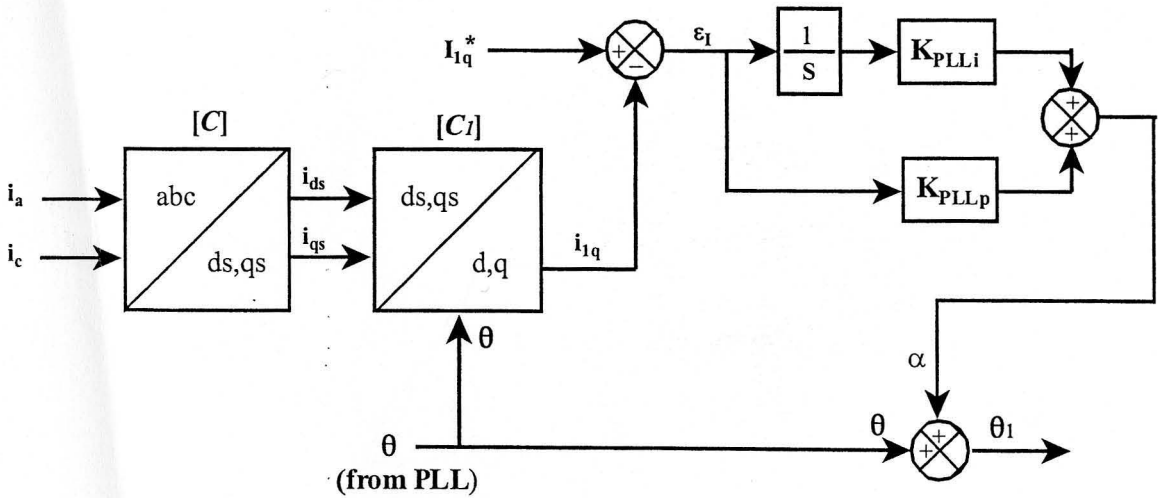 I1q*
+
−
εI
1
S
KPLLi
+
+
KPLLp
[C]
[C1]
ia
ic
abc
ds,qs
ids
iqs
ds,qs
d,q
i1q
θ
α
θ
(from PLL)
θ
+
+
θ1